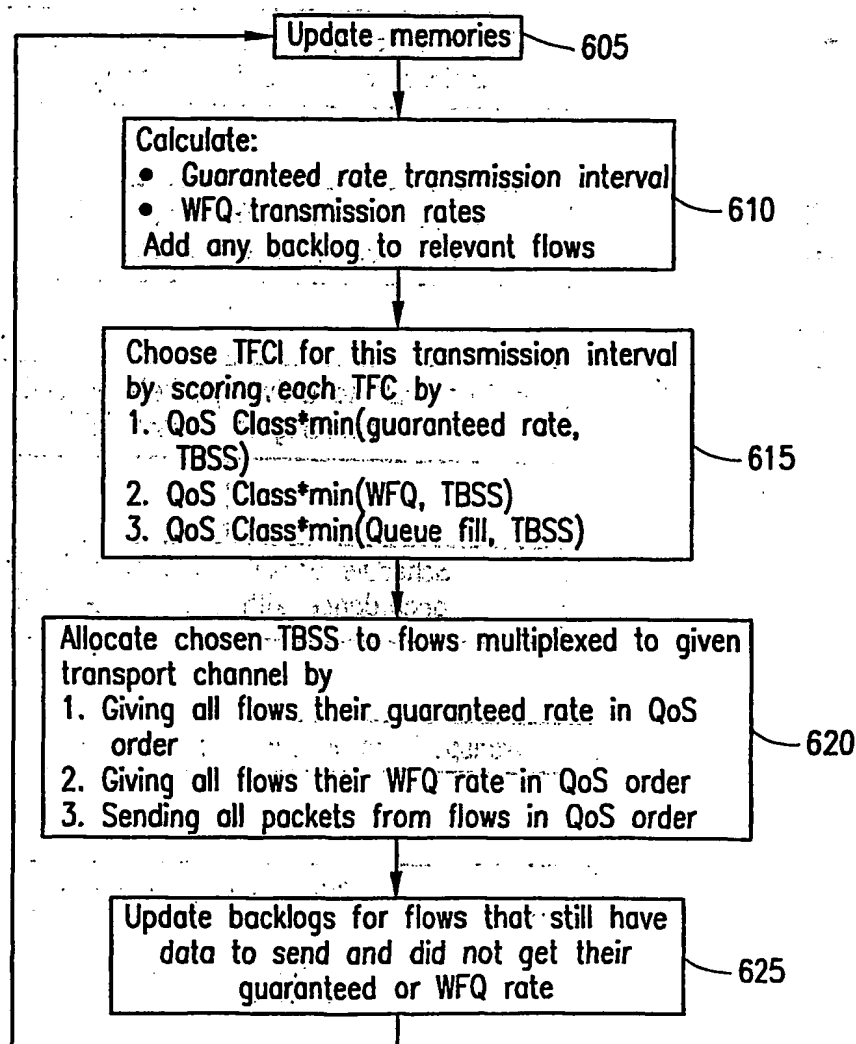 Update memories
605
Calculate:
• Guaranteed rate transmission interval
• WFQ transmission rates
Add any backlog to relevant flows
610
Choose TFCI for this transmission interval
by scoring each TFC by
1. QoS Class*min(guaranteed rate,
TBSS)
2. QoS Class*min(WFQ, TBSS)
3. QoS Class*min(Queue fill, TBSS)
615
Allocate chosen TBSS to flows multiplexed to given
transport channel by
1. Giving all flows their guaranteed rate in QoS
order
2. Giving all flows their WFQ rate in QoS order
3. Sending all packets from flows in QoS order
620
Update backlogs for flows that still have
data to send and did not get their
guaranteed or WFQ rate
625